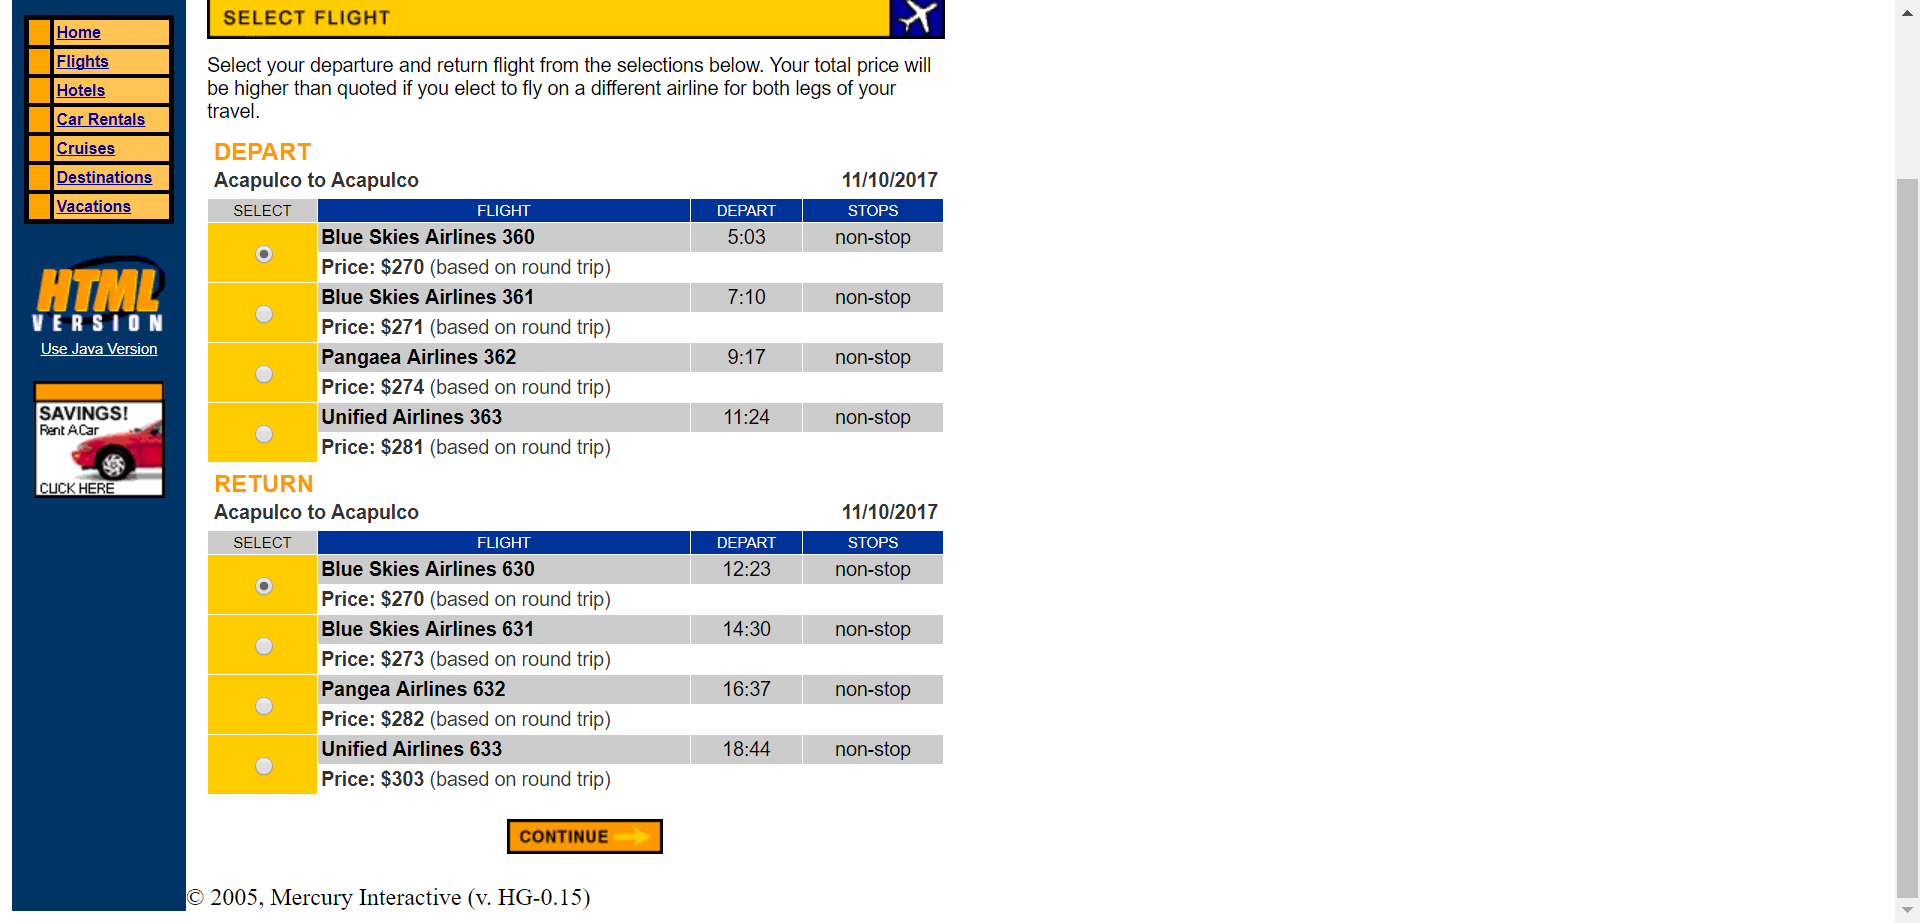 Home
Flights
Hotels
Car Rentals
Cruises
Destinations
Vacations
HTML
VERSION
Use Java Version
SAVINGS!
Rent A Car
CLICK HERE
SELECT FLIGHT
Select your departure and return flight from the selections below. Your total price will
be higher than quoted if you elect to fly on a different airline for both legs of your
travel.
DEPART
Acapulco to Acapulco 11/10/2017
SELECT FLIGHT DEPART STOPS
Blue Skies Airlines 360 5:03 non-stop
Price: $270 (based on round trip)
Blue Skies Airlines 361 7:10 non-stop
Price: $271 (based on round trip)
Pangaea Airlines 362 9:17 non-stop
Price: $274 (based on round trip)
Unified Airlines 363 11:24 non-stop
Price: $281 (based on round trip)
RETURN
Acapulco to Acapulco 11/10/2017
SELECT FLIGHT DEPART STOPS
Blue Skies Airlines 630 12:23 non-stop
Price: $270 (based on round trip)
Blue Skies Airlines 631 14:30 non-stop
Price: $273 (based on round trip)
Pangea Airlines 632 16:37 non-stop
Price: $282 (based on round trip)
Unified Airlines 633 18:44 non-stop
Price: $303 (based on round trip)
CONTINUE
© 2005, Mercury Interactive (v. HG-0.15)